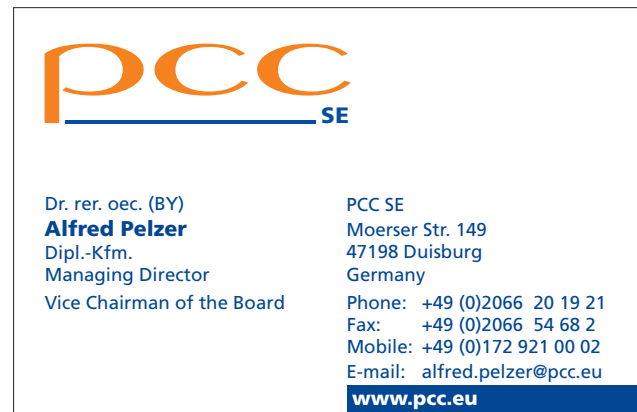 pcc
SE
Dr. rer. oec. (BY)
Alfred Pelzer
Dipl.-Kfm.
Managing Director
Vice Chairman of the Board
PCC SE
Moerser Str. 149
47198 Duisburg
Germany
Phone: +49 (0)2066 20 19 21
Fax: +49 (0)2066 54 68 2
Mobile: +49 (0)172 921 00 02
E-mail: alfred.pelzer@pcc.eu
www.pcc.eu